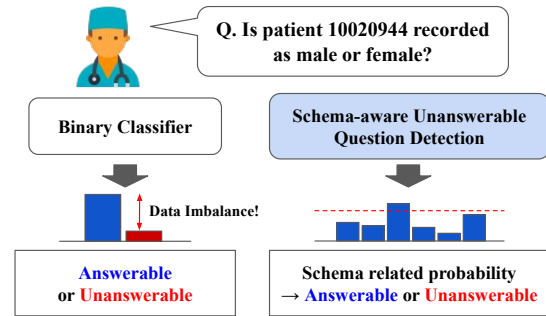 Q. Is patient 10020944 recorded
as male or female?
Binary Classifier
Schema-aware Unanswerable
Question Detection
Data Imbalance!
Answerable
or Unanswerable
Schema related probability
→ Answerable or Unanswerable